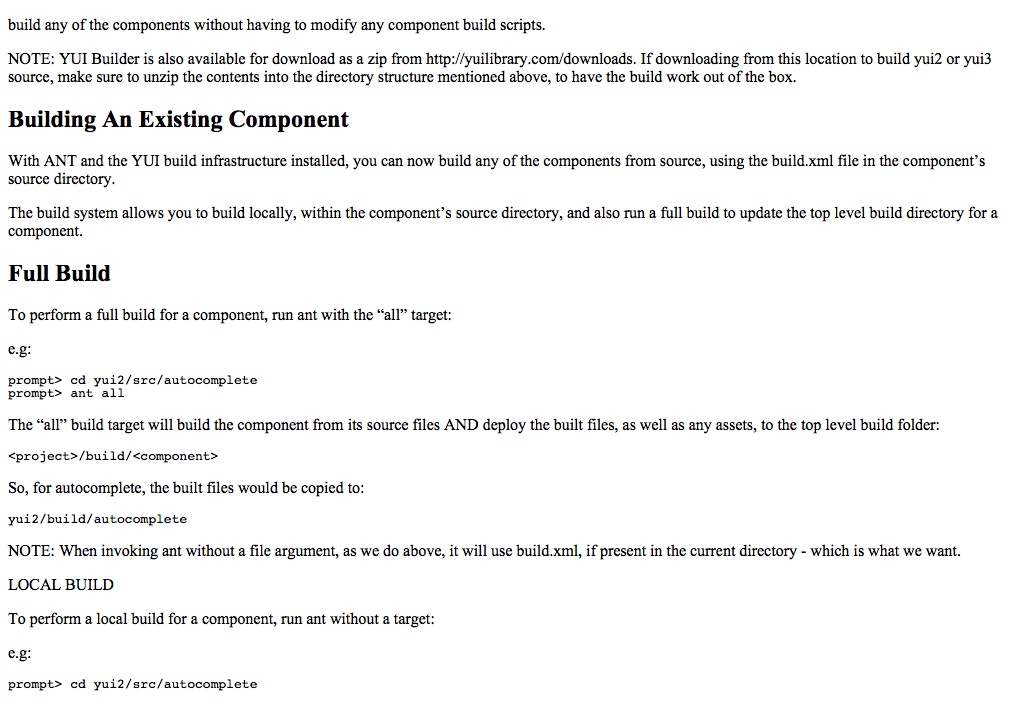 build any of the components without having to modify any component build scripts.
NOTE: YUI Builder is also available for download as a zip from http://yuilibrary.com/downloads. If downloading from this location to build yui2 or yui3
source, make sure to unzip the contents into the directory structure mentioned above, to have the build work out of the box.
Building An Existing Component
With ANT and the YUI build infrastructure installed, you can now build any of the components from source, using the build.xml file in the component’s
source directory.
The build system allows you to build locally, within the component’s source directory, and also run a full build to update the top level build directory for a
component.
Full Build
To perform a full build for a component, run ant with the “all” target:
e.g:
prompt> cd yui2/src/autocomplete
prompt> ant all
The “all” build target will build the component from its source files AND deploy the built files, as well as any assets, to the top level build folder:
<project>/build/<component>
So, for autocomplete, the built files would be copied to:
yui2/build/autocomplete
NOTE: When invoking ant without a file argument, as we do above, it will use build.xml, if present in the current directory - which is what we want.
LOCAL BUILD
To perform a local build for a component, run ant without a target:
e.g:
prompt> cd yui2/src/autocomplete